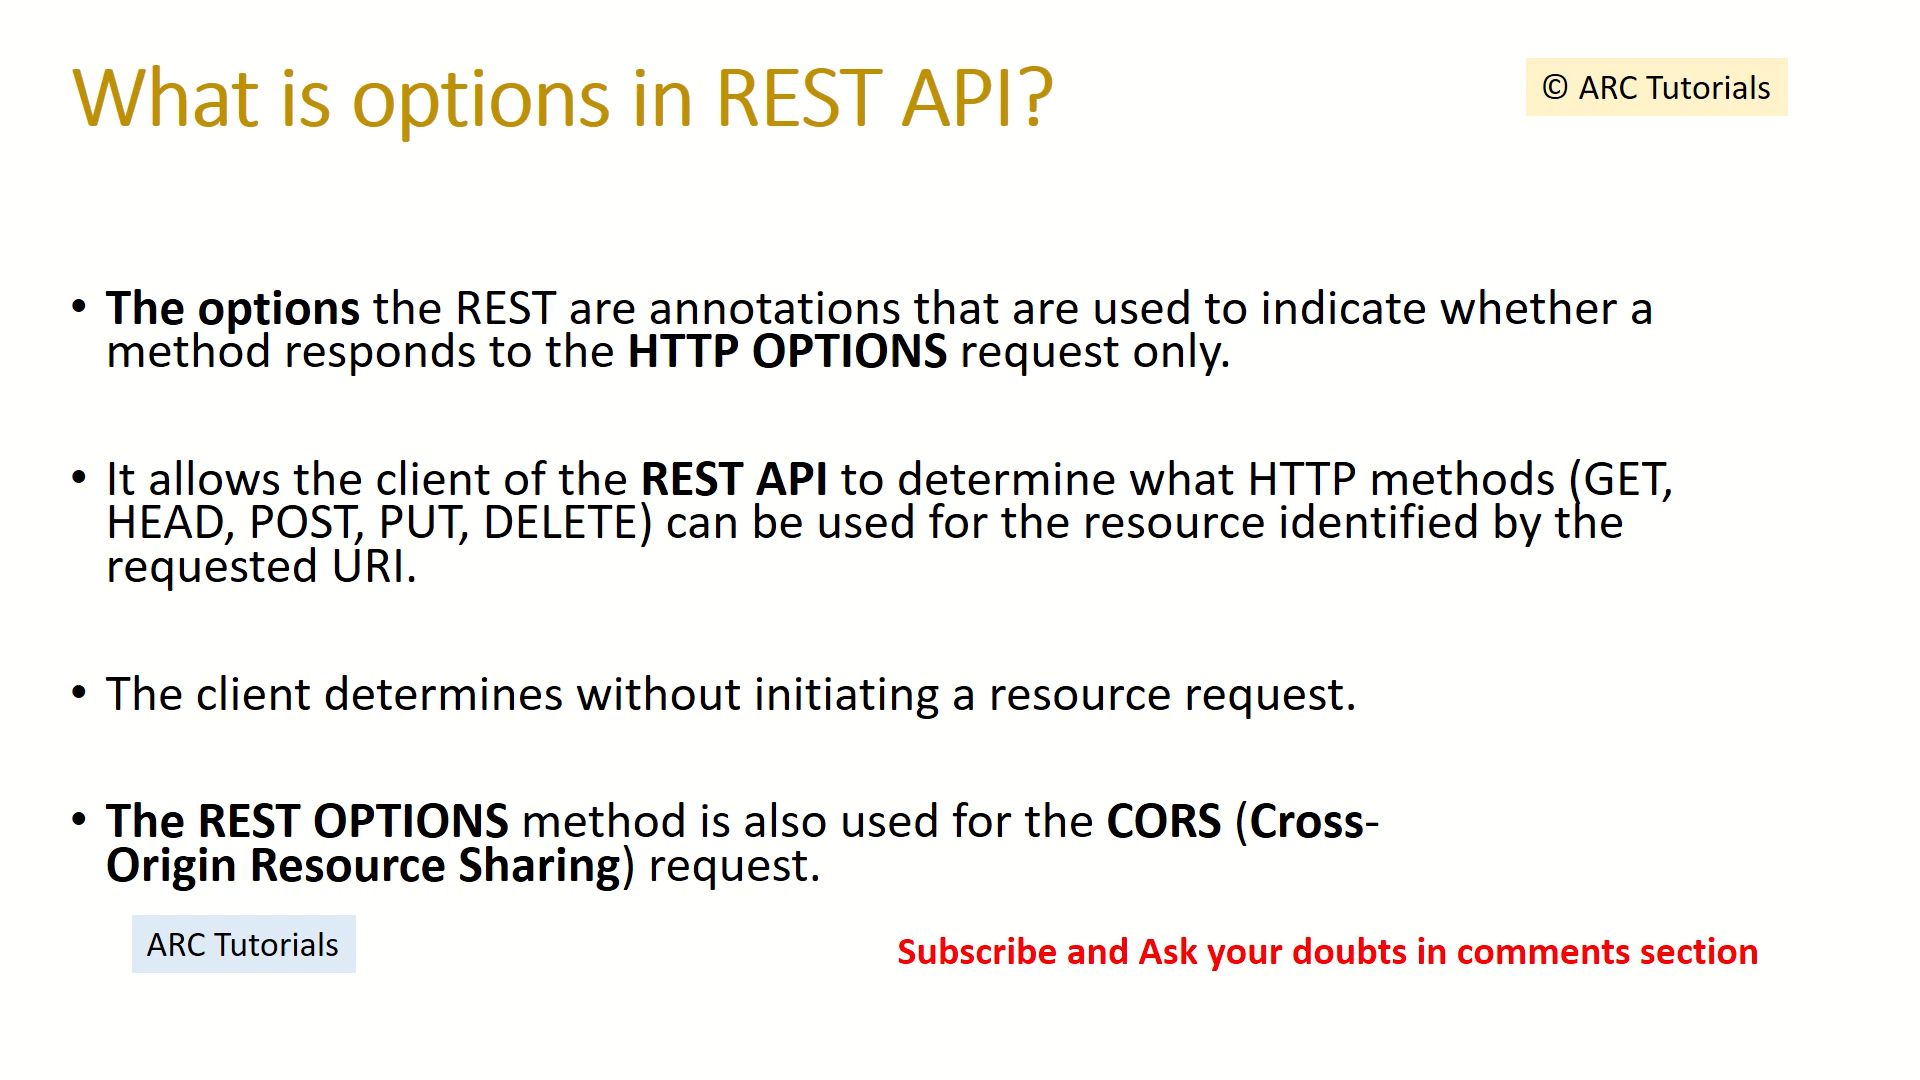 What is options in REST API?
© ARC Tutorials
• The options the REST are annotations that are used to indicate whether a
method responds to the HTTP OPTIONS request only.
• It allows the client of the REST API to determine what HTTP methods (GET,
HEAD, POST, PUT, DELETE) can be used for the resource identified by the
requested URI.
• The client determines without initiating a resource request.
• The REST OPTIONS method is also used for the CORS (Cross-
Origin Resource Sharing) request.
ARC Tutorials
Subscribe and Ask your doubts in comments section